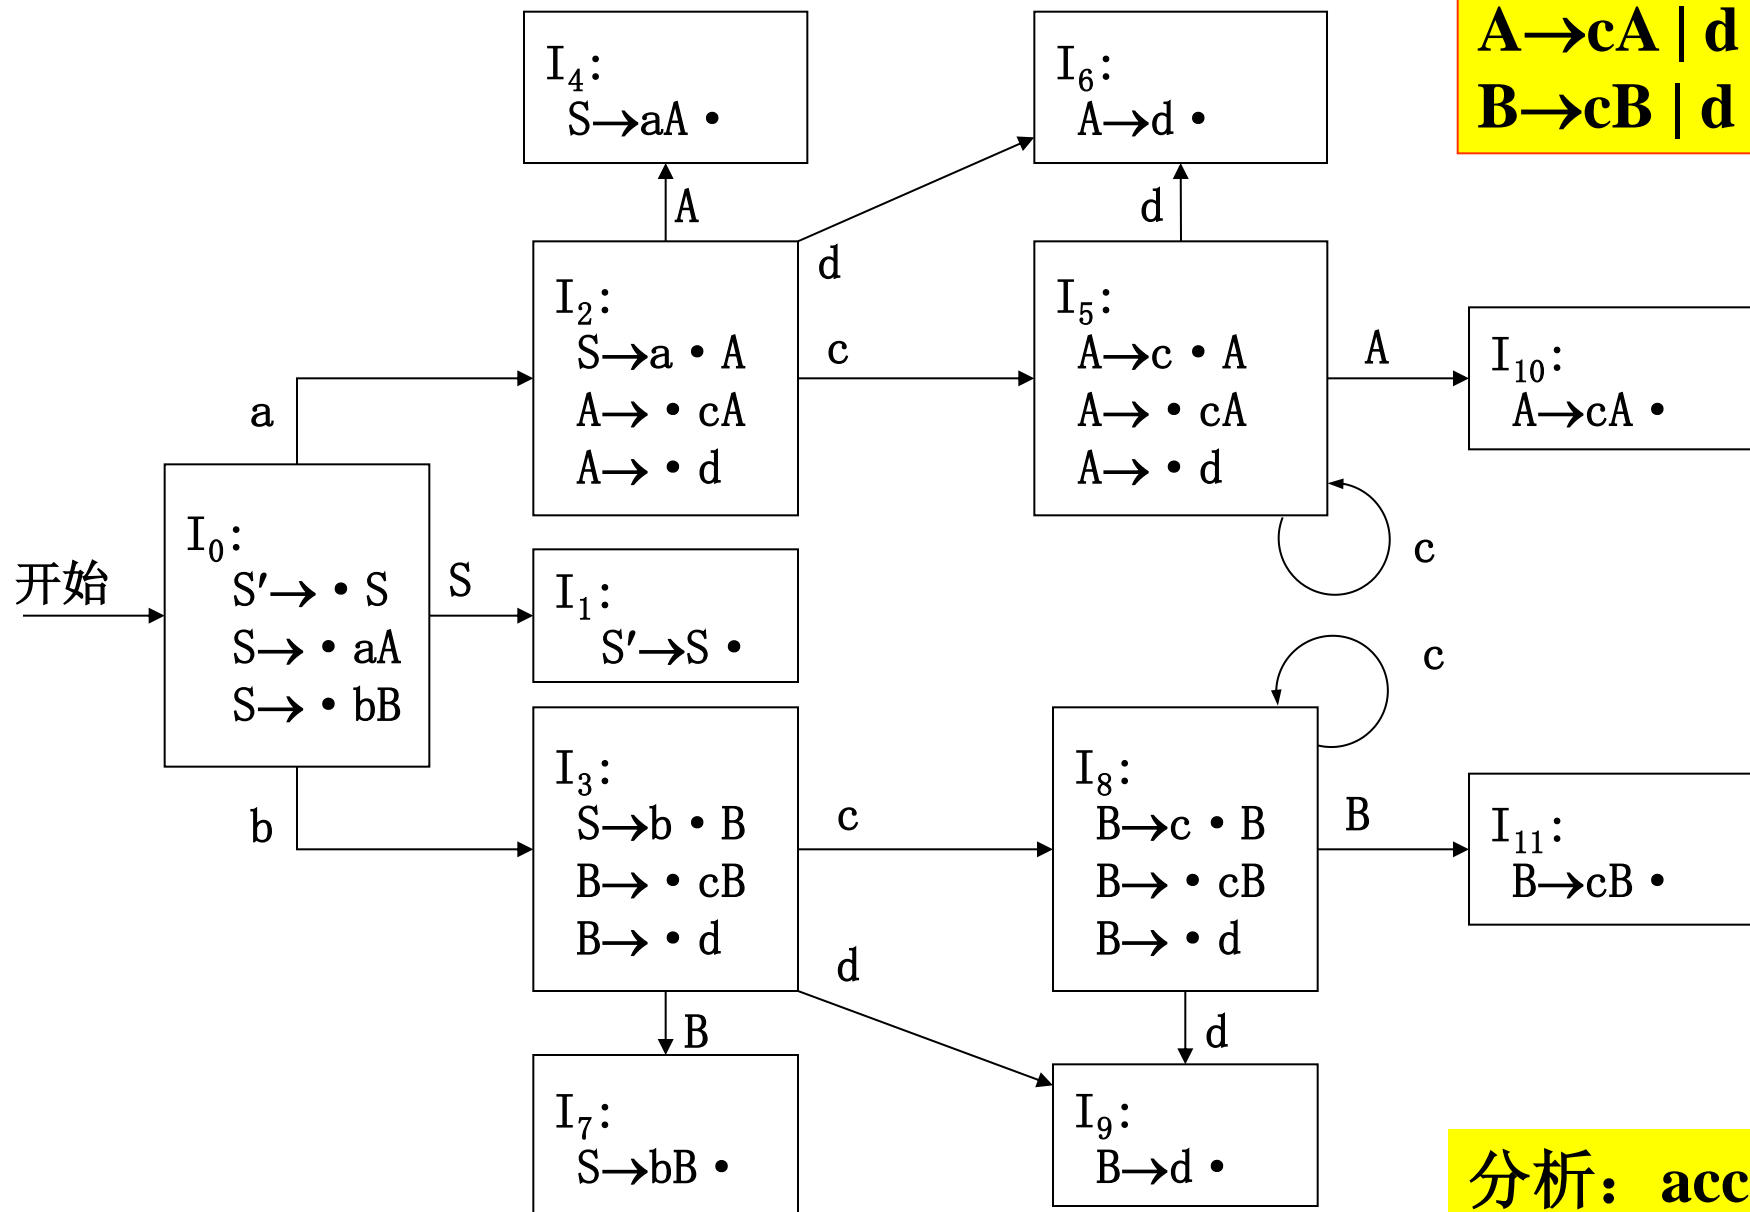 A→cA | d
B→cB | d
I₄:
S→aA·
I₆:
A→d·
A
d
d
I₂:
S→a·A
A→·cA
A→·d
c
I₅:
A→c·A
A→·cA
A→·d
A
I₁₀:
A→cA·
c
a
开始
I₀:
S′→·S
S→·aA
S→·bB
S
I₁:
S′→S·
b
I₃:
S→b·B
B→·cB
B→·d
c
c
I₈:
B→c·B
B→·cB
B→·d
B
I₁₁:
B→cB·
d
B
d
I₇:
S→bB·
I₉:
B→d·
分析：acc